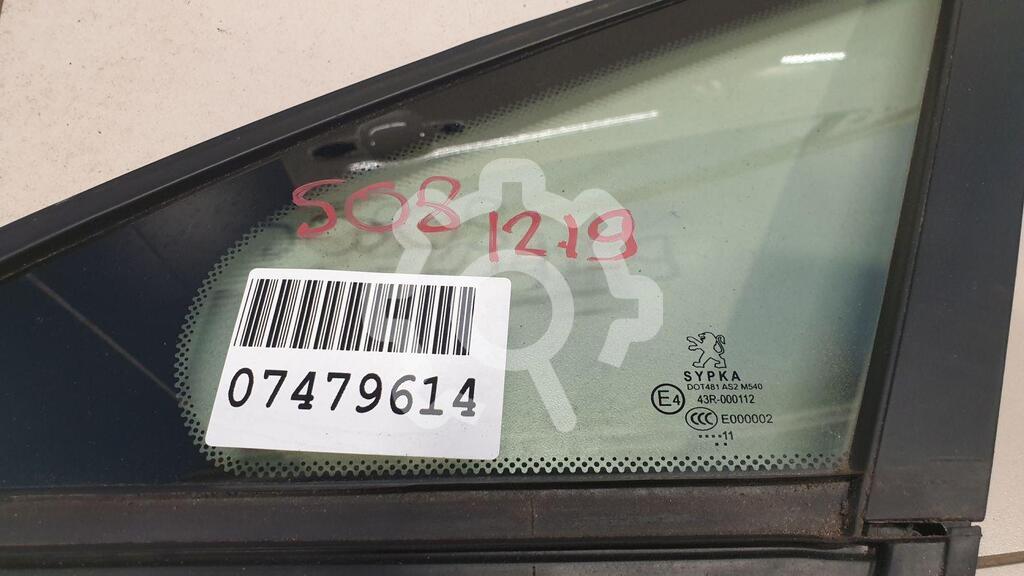 508
1219
07479614
SYPKA
DOT481 AS2 M540
E4 43R-000112
CCC E000002
....11
..